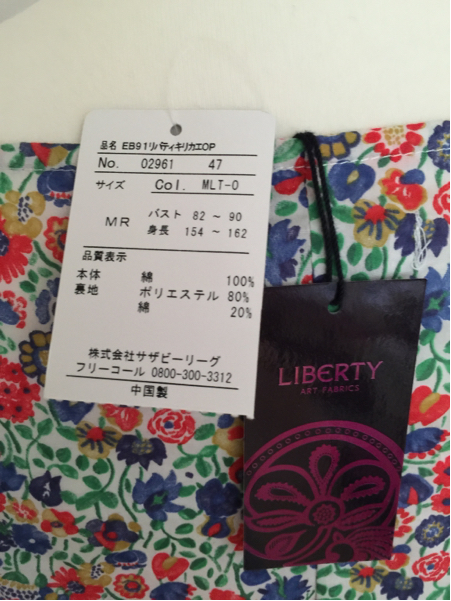 品名 EB91リバティキリカエOP
No. 02961 47
サイズ Col. MLT-0
MR バスト 82 ~ 90
身長 154 ~ 162
品質表示
本体 綿 100%
裏地 ポリエステル 80%
綿 20%
株式会社サザビーリーグ
フリーコール 0800-300-3312
中国製
LIBERTY
ART-FABRICS